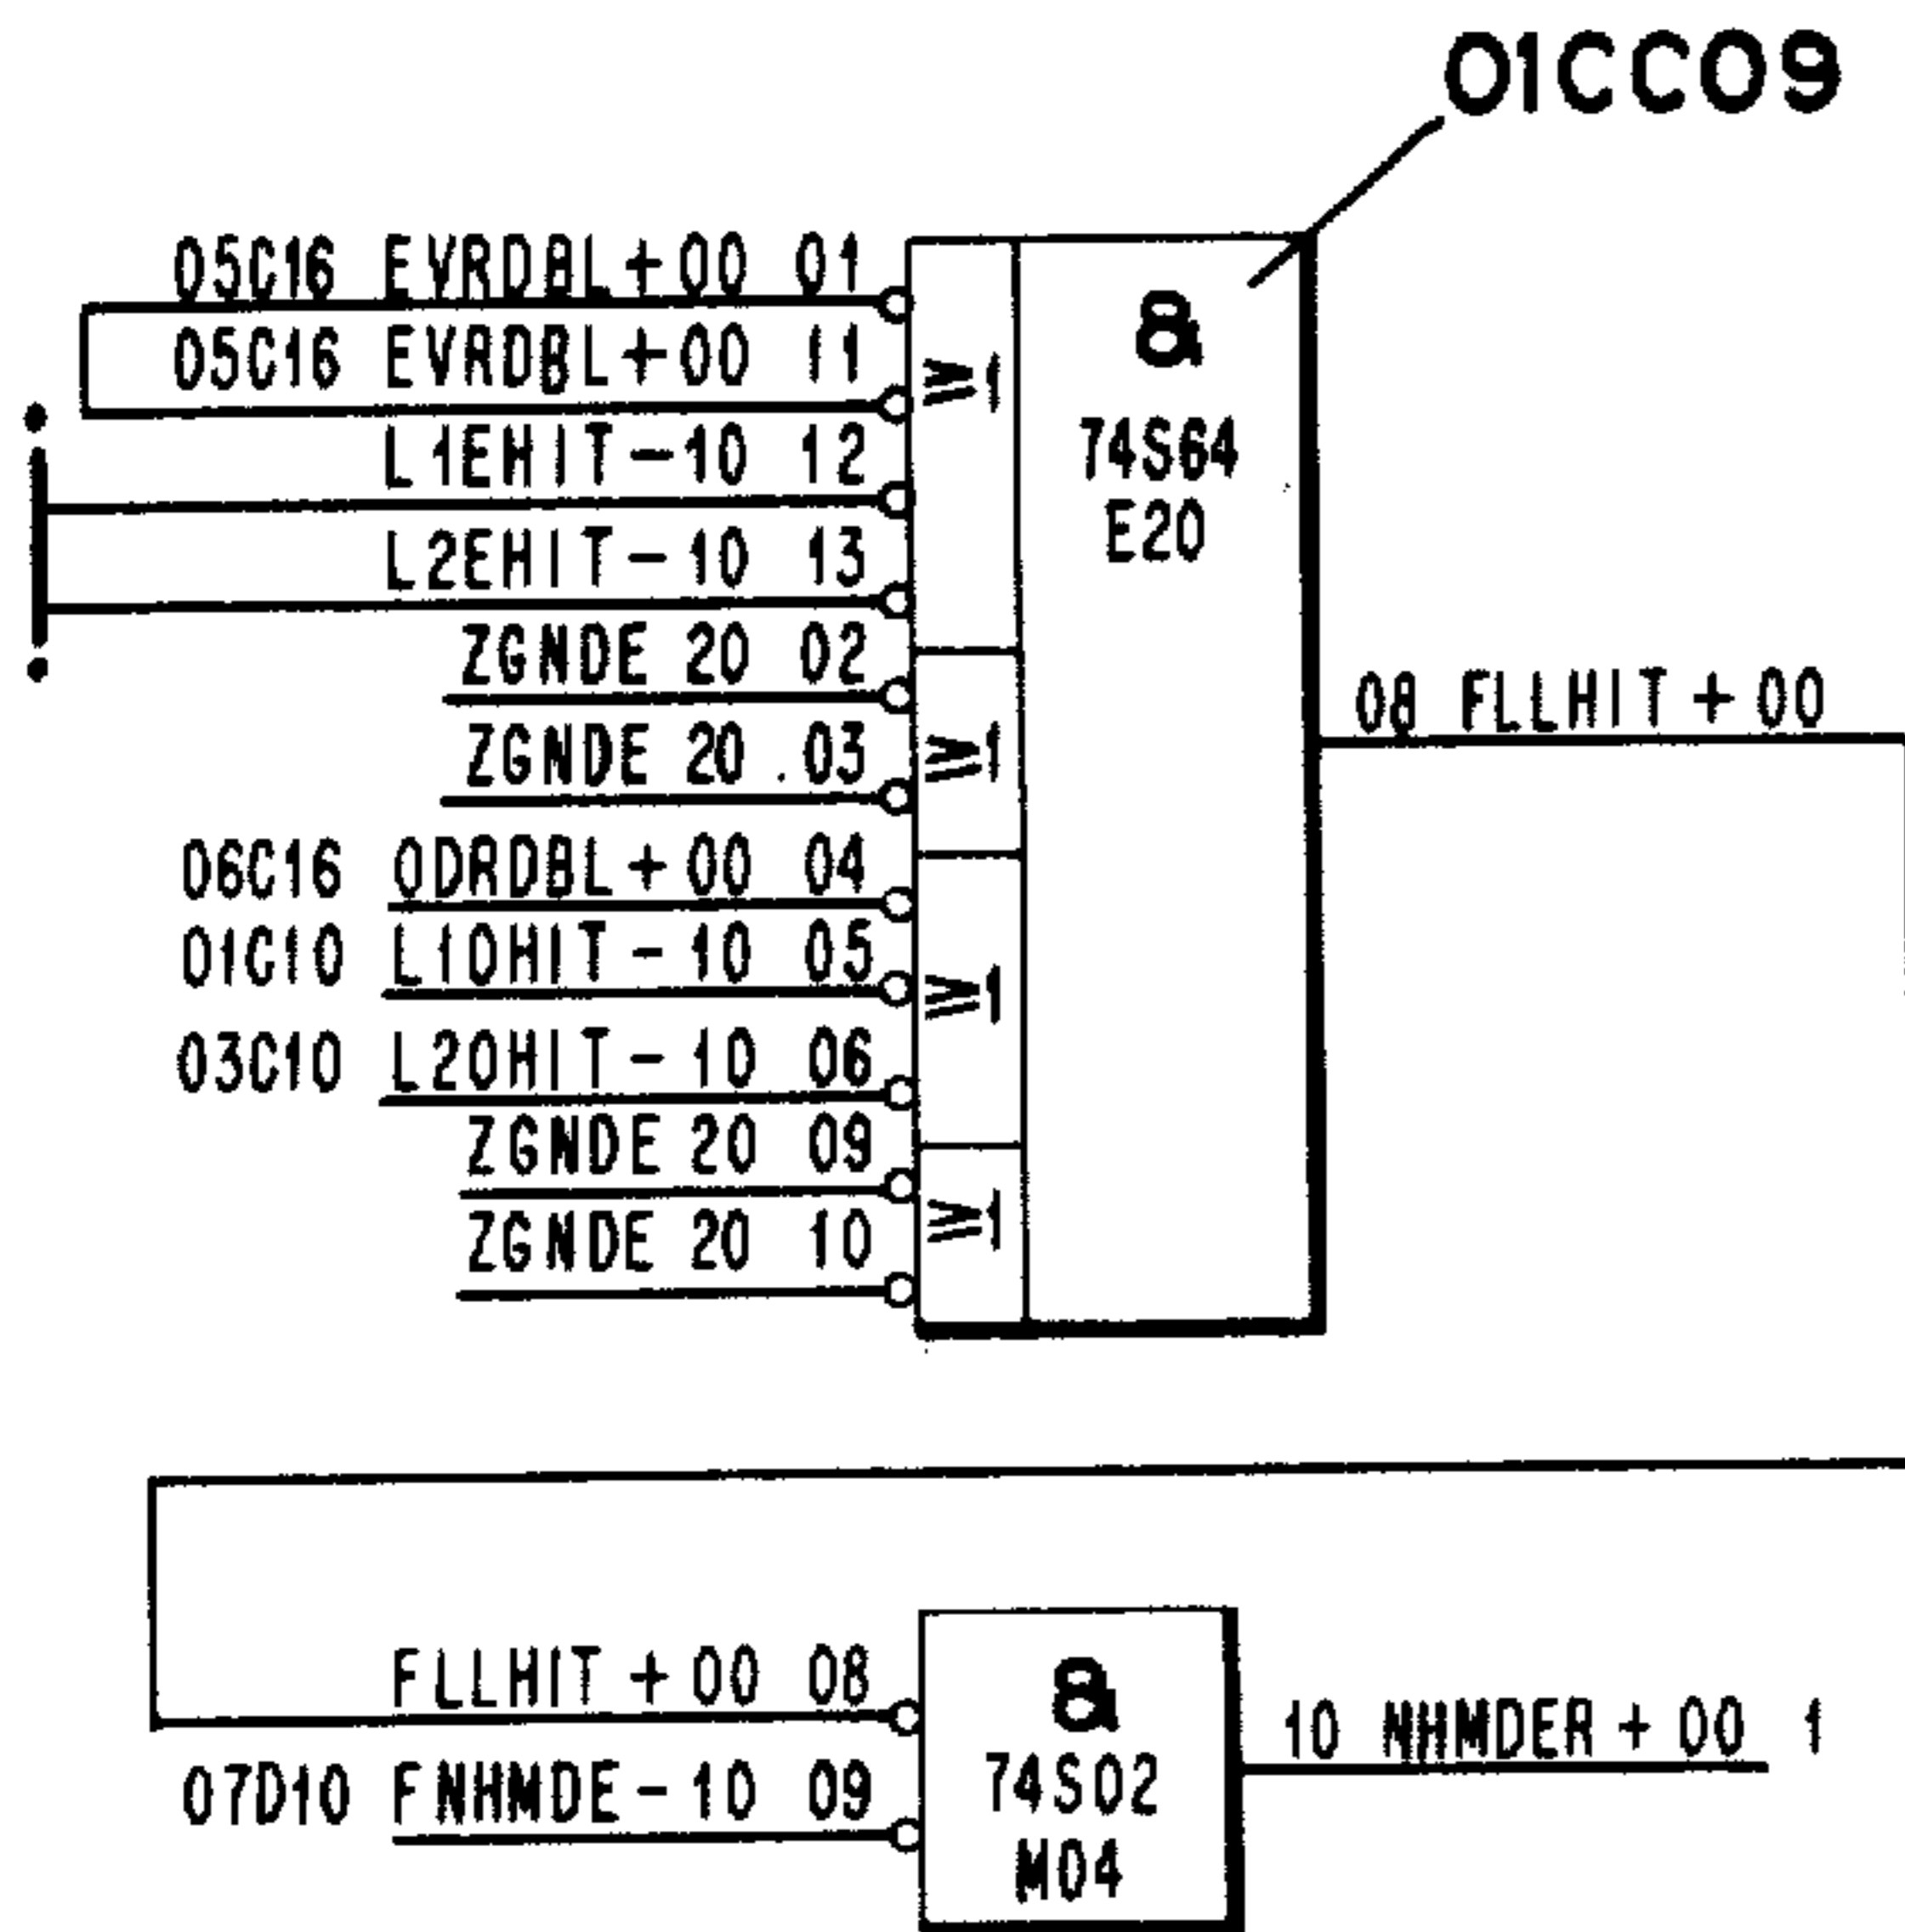 01CC09
05C16 EVRDBL+00 01
05C16 EVRDBL+00 11
L1EHIT-10 12
L2EHIT-10 13
ZGNDE 20 02
ZGNDE 20 03
06C16 ODRDBL+00 04
01C10 L1OHIT-10 05
03C10 L2OHIT-10 06
ZGNDE 20 09
ZGNDE 20 10
≥1
≥1
≥1
≥1
&
74S64
E20
08 FLLHIT+00
FLLHIT+00 08
07D10 FNHMDE-10 09
&
74S02
M04
10 NHMDER+00 1